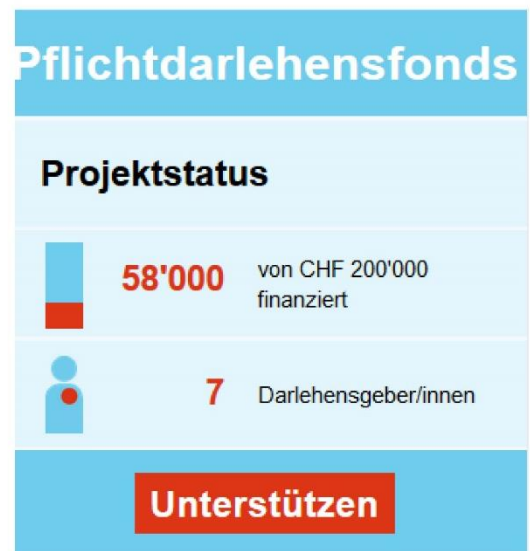 Pflichtdarlehensfonds
Projektstatus
58'000 von CHF 200'000
finanziert
7 Darlehensgeber/innen
Unterstützen